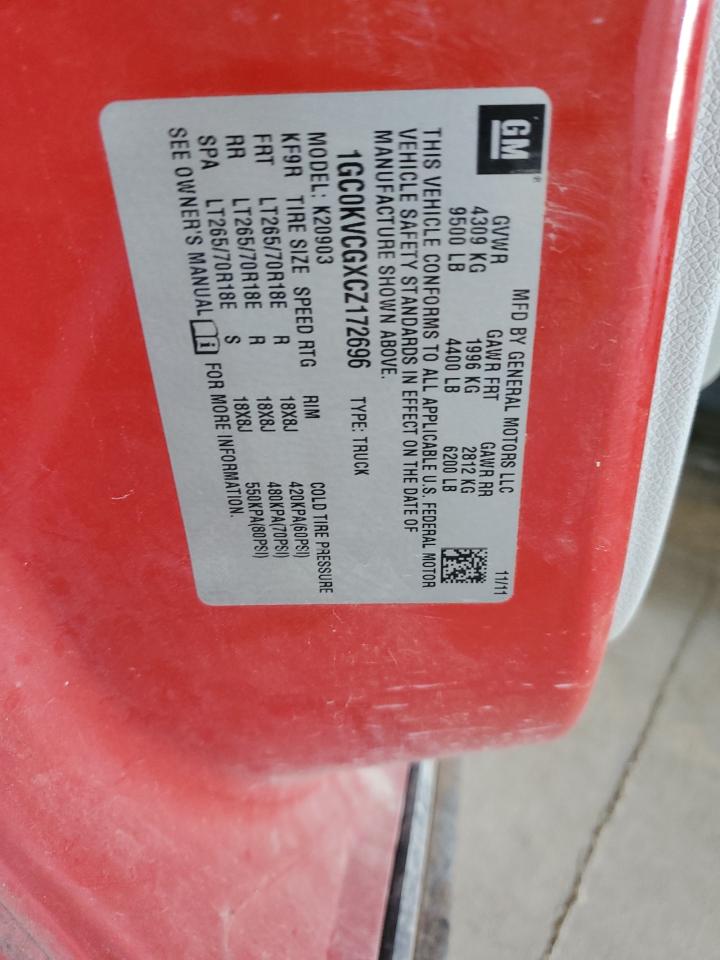 GM
MFD BY GENERAL MOTORS LLC 11/11
GVWR GAWR FRT GAWR RR
4309 KG 1996 KG 2812 KG
9500 LB 4400 LB 6200 LB
THIS VEHICLE CONFORMS TO ALL APPLICABLE U.S. FEDERAL MOTOR
VEHICLE SAFETY STANDARDS IN EFFECT ON THE DATE OF
MANUFACTURE SHOWN ABOVE.
1GC0KVCGXCZ172696 TYPE: TRUCK
MODEL: K20903
KF9R TIRE SIZE SPEED RTG RIM COLD TIRE PRESSURE
FRT LT265/70R18E R 18X8J 420KPA(60PSI)
RR LT265/70R18E R 18X8J 480KPA(70PSI)
SPA LT265/70R18E S 18X8J 550KPA(80PSI)
SEE OWNER'S MANUAL FOR MORE INFORMATION.